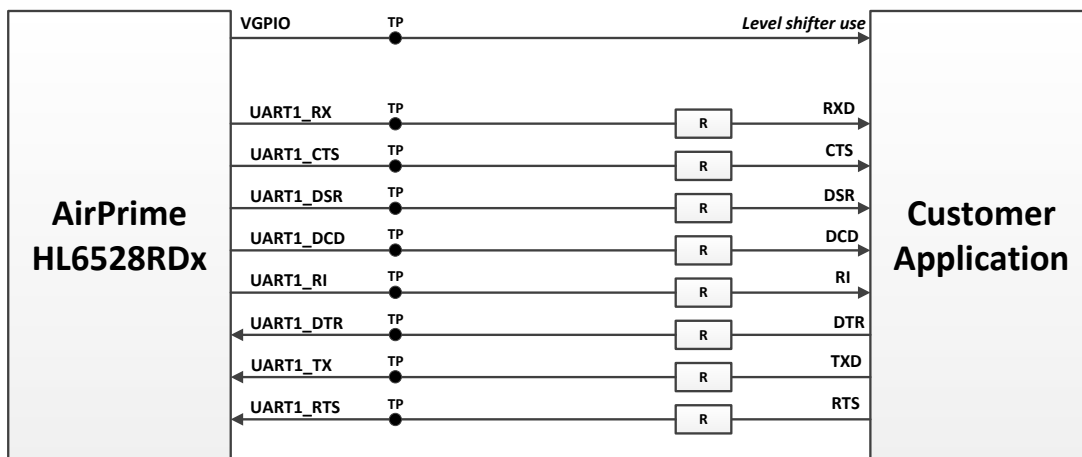 VGPIO TP Level shifter use
UART1_RX TP R RXD
UART1_CTS TP R CTS
UART1_DSR TP R DSR
UART1_DCD TP R DCD
UART1_RI TP R RI
UART1_DTR TP R DTR
UART1_TX TP R TXD
UART1_RTS TP R RTS
AirPrime
HL6528RDx
Customer
Application